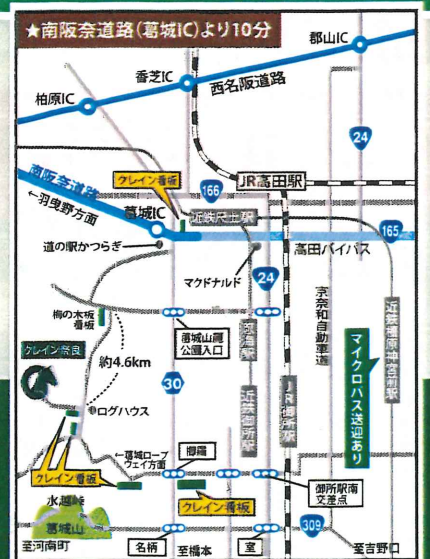 ★南阪奈道路(葛城IC)より10分
郡山IC
香芝IC
西名阪道路
柏原IC
24
クレイン看板
南阪奈道路
←羽曳野方面
166
JR高田駅
葛城IC
近鉄尺土駅
165
道の駅かつらぎ
高田バイパス
マクドナルド
24
梅の木板
看板
葛城山麓
公園入口
京奈和自動車道
近鉄橿原神宮前駅
マイクロバス送迎あり
クレイン奈良
約4.6km
30
近鉄御所駅
JR御所駅
ログハウス
←葛城ロープ
ウェイ方面
櫛羅
クレイン看板
クレイン看板
御所駅南
交差点
水越峠
葛城山
309
至河南町
名柄
至橋本
室
至吉野口